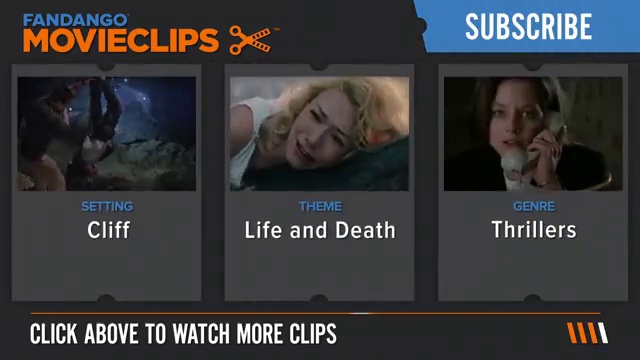 FANDANGO
MOVIECLIPS
SUBSCRIBE
SETTING
Cliff
THEME
Life and Death
GENRE
Thrillers
CLICK ABOVE TO WATCH MORE CLIPS